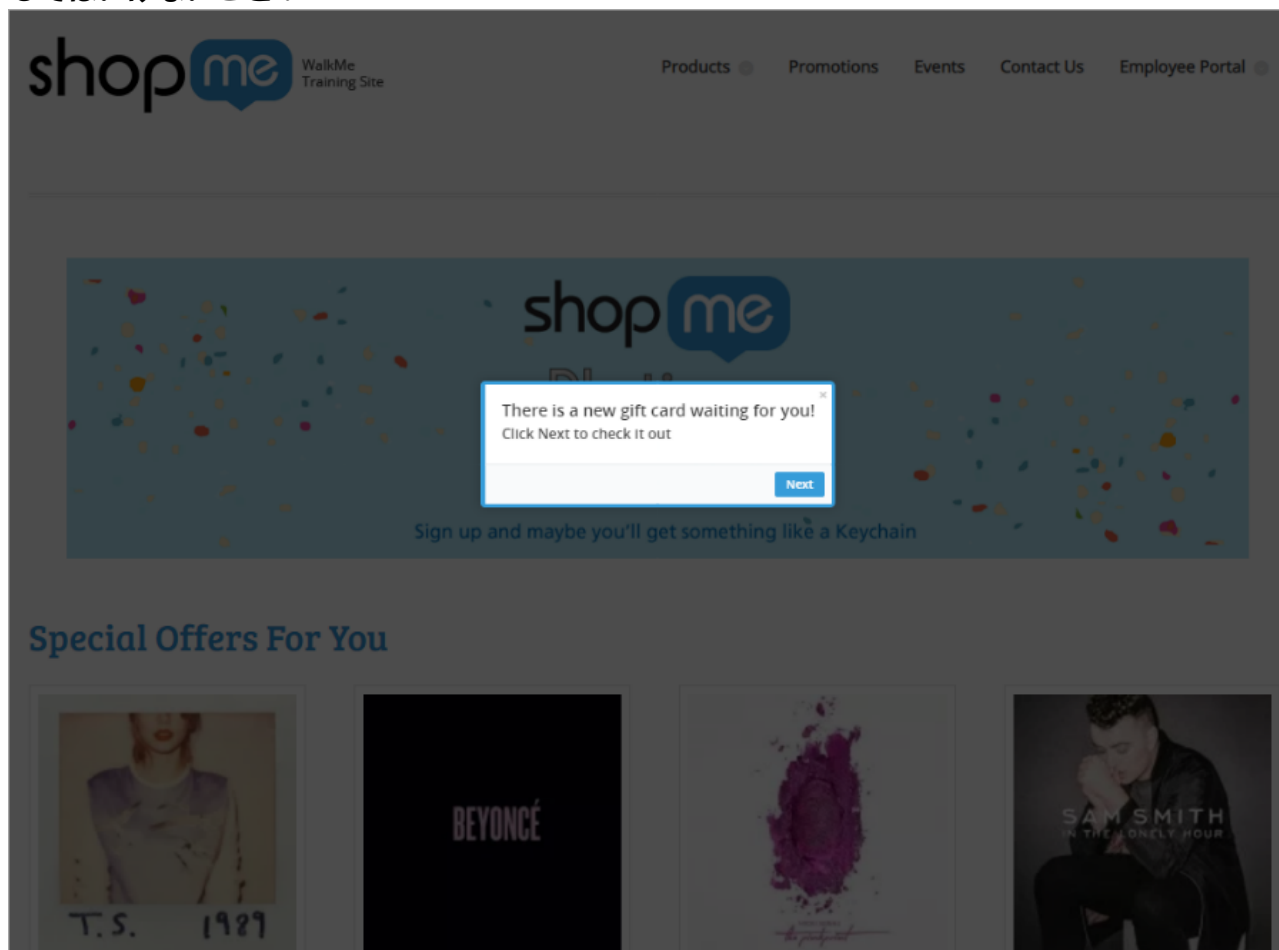 shop me
WalkMe
Training Site
Products
Promotions
Events
Contact Us
Employee Portal
shop me
There is a new gift card waiting for you!
×
Click Next to check it out
Next
Sign up and maybe you'll get something like a Keychain
Special Offers For You
T.S. 1989
BEYONCÉ
SAM SMITH
IN THE LONELY HOUR